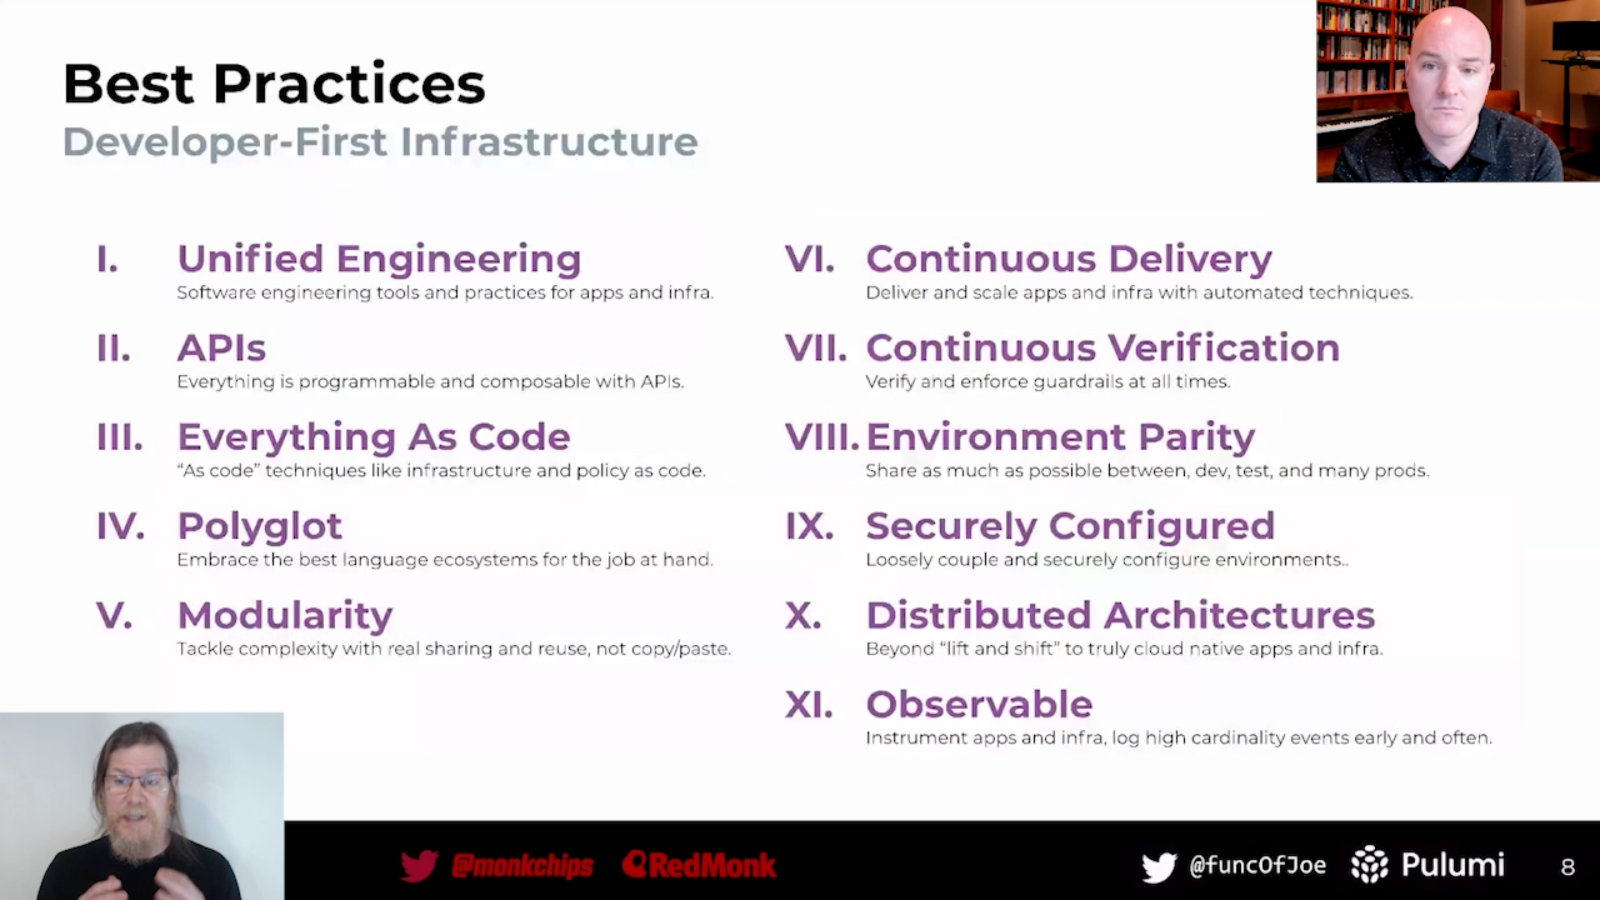 Best Practices
Developer-First Infrastructure
I. Unified Engineering
Software engineering tools and practices for apps and infra.
II. APIs
Everything is programmable and composable with APIs.
III. Everything As Code
“As code” techniques like infrastructure and policy as code.
IV. Polyglot
Embrace the best language ecosystems for the job at hand.
V. Modularity
Tackle complexity with real sharing and reuse, not copy/paste.
VI. Continuous Delivery
Deliver and scale apps and infra with automated techniques.
VII. Continuous Verification
Verify and enforce guardrails at all times.
VIII. Environment Parity
Share as much as possible between, dev, test, and many prods.
IX. Securely Configured
Loosely couple and securely configure environments..
X. Distributed Architectures
Beyond “lift and shift” to truly cloud native apps and infra.
XI. Observable
Instrument apps and infra, log high cardinality events early and often.
@monkchips RedMonk @funcOfJoe Pulumi 8